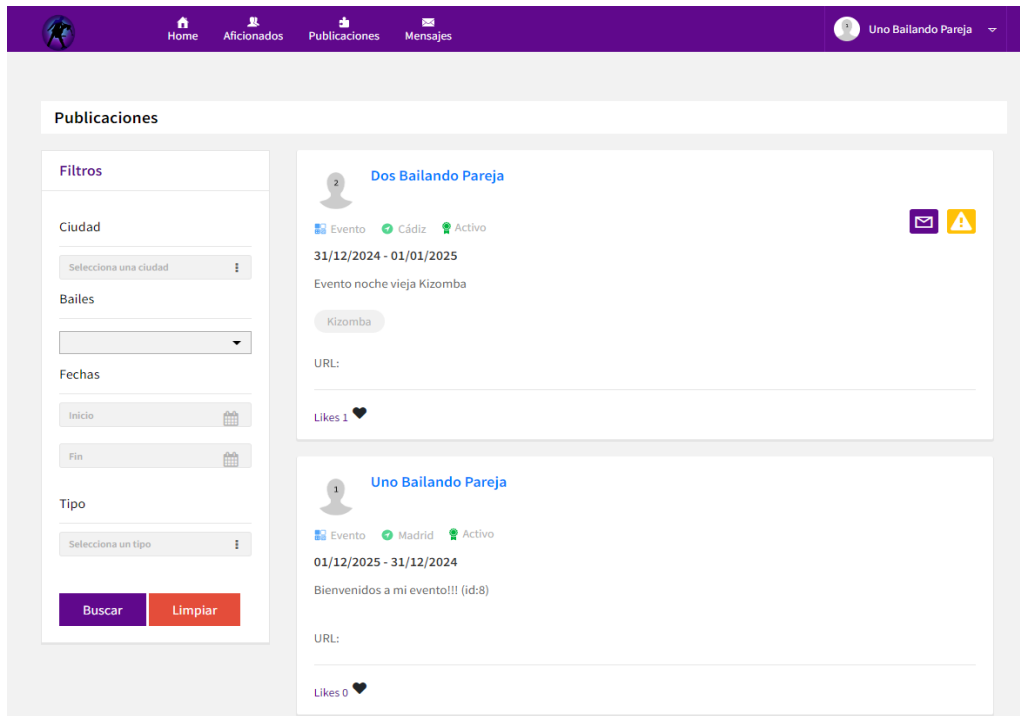 Home Aficionados Publicaciones Mensajes 1 Uno Bailando Pareja
Publicaciones
Filtros
Ciudad
Selecciona una ciudad
Bailes
Fechas
Inicio
Fin
Tipo
Selecciona un tipo
Buscar Limpiar
2 Dos Bailando Pareja
Evento Cádiz Activo
31/12/2024 - 01/01/2025
Evento noche vieja Kizomba
Kizomba
URL:
Likes 1
1 Uno Bailando Pareja
Evento Madrid Activo
01/12/2025 - 31/12/2024
Bienvenidos a mi evento!!! (id:8)
URL:
Likes 0